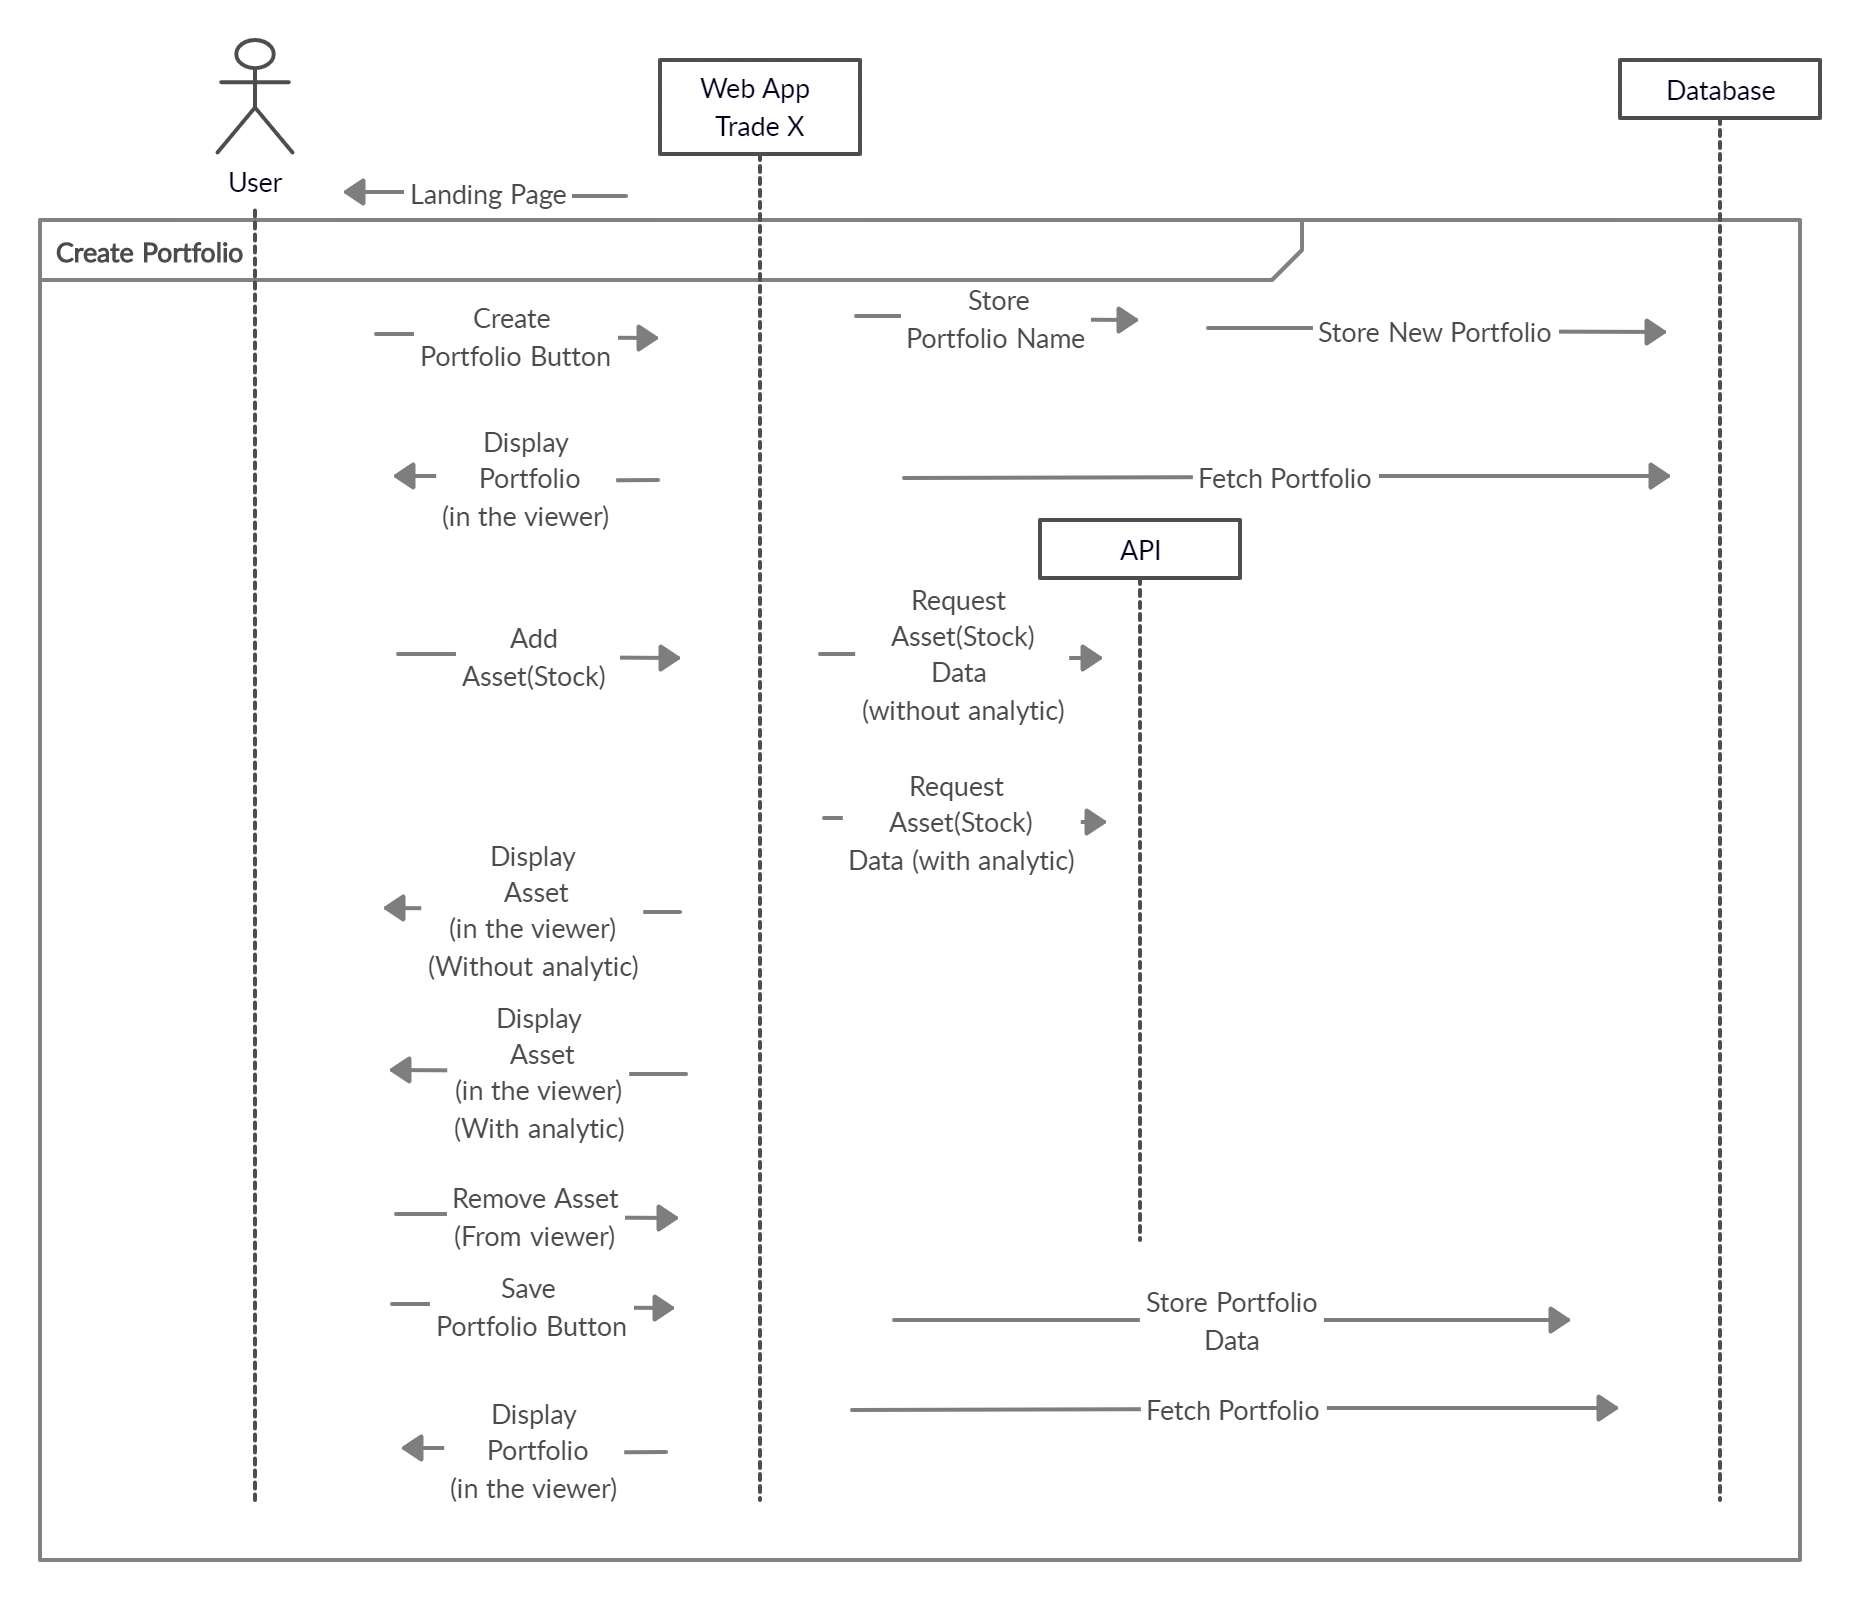 Web App
Trade X
Database
User
Landing Page
Create Portfolio
Create
Portfolio Button
Store
Portfolio Name
Store New Portfolio
Display
Portfolio
(in the viewer)
Fetch Portfolio
API
Add
Asset(Stock)
Request
Asset(Stock)
Data
(without analytic)
Request
Asset(Stock)
Data (with analytic)
Display
Asset
(in the viewer)
(Without analytic)
Display
Asset
(in the viewer)
(With analytic)
Remove Asset
(From viewer)
Save
Portfolio Button
Store Portfolio
Data
Fetch Portfolio
Display
Portfolio
(in the viewer)